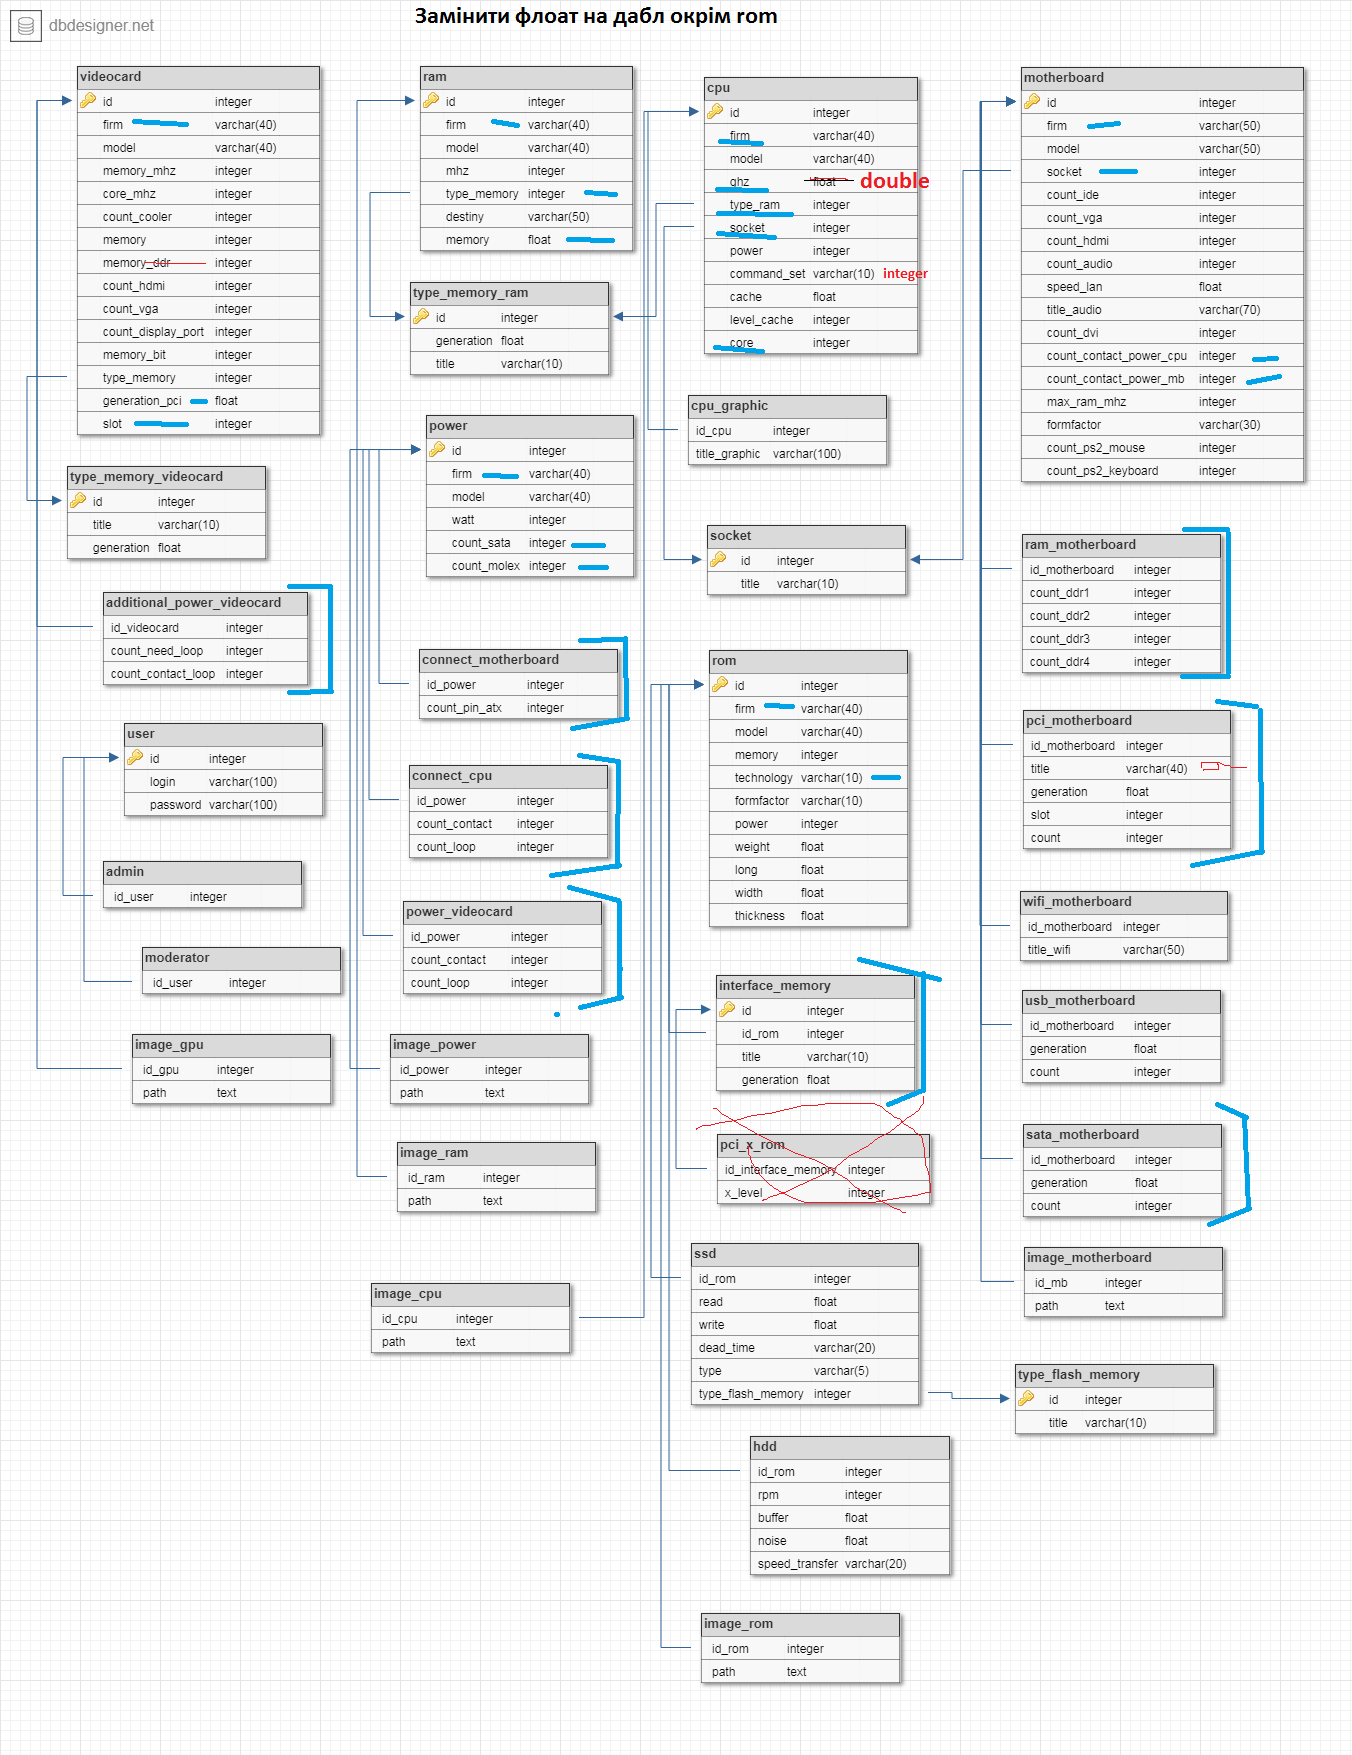 dbdesigner.net
Замінити флоат на дабл окрім rom
videocard
id integer
firm varchar(40)
model varchar(40)
memory_mhz integer
core_mhz integer
count_cooler integer
memory integer
memory_ddr integer
count_hdmi integer
count_vga integer
count_display_port integer
memory_bit integer
type_memory integer
generation_pci float
slot integer
type_memory_videocard
id integer
title varchar(10)
generation float
additional_power_videocard
id_videocard integer
count_need_loop integer
count_contact_loop integer
user
id integer
login varchar(100)
password varchar(100)
admin
id_user integer
moderator
id_user integer
image_gpu
id_gpu integer
path text
ram
id integer
firm varchar(40)
model varchar(40)
mhz integer
type_memory integer
destiny varchar(50)
memory float
type_memory_ram
id integer
generation float
title varchar(10)
power
id integer
firm varchar(40)
model varchar(40)
watt integer
count_sata integer
count_molex integer
connect_motherboard
id_power integer
count_pin_atx integer
connect_cpu
id_power integer
count_contact integer
count_loop integer
power_videocard
id_power integer
count_contact integer
count_loop integer
image_power
id_power integer
path text
image_ram
id_ram integer
path text
image_cpu
id_cpu integer
path text
cpu
id integer
firm varchar(40)
model varchar(40)
ghz float double
type_ram integer
socket integer
power integer
command_set varchar(10) integer
cache float
level_cache integer
core integer
cpu_graphic
id_cpu integer
title_graphic varchar(100)
socket
id integer
title varchar(10)
rom
id integer
firm varchar(40)
model varchar(40)
memory integer
technology varchar(10)
formfactor varchar(10)
power integer
weight float
long float
width float
thickness float
interface_memory
id integer
id_rom integer
title varchar(10)
generation float
pci_x_rom
id_interface_memory integer
x_level integer
ssd
id_rom integer
read float
write float
dead_time varchar(20)
type varchar(5)
type_flash_memory integer
hdd
id_rom integer
rpm integer
buffer float
noise float
speed_transfer varchar(20)
image_rom
id_rom integer
path text
motherboard
id integer
firm varchar(50)
model varchar(50)
socket integer
count_ide integer
count_vga integer
count_hdmi integer
count_audio integer
speed_lan float
title_audio varchar(70)
count_dvi integer
count_contact_power_cpu integer
count_contact_power_mb integer
max_ram_mhz integer
formfactor varchar(30)
count_ps2_mouse integer
count_ps2_keyboard integer
ram_motherboard
id_motherboard integer
count_ddr1 integer
count_ddr2 integer
count_ddr3 integer
count_ddr4 integer
pci_motherboard
id_motherboard integer
title varchar(40)
generation float
slot integer
count integer
wifi_motherboard
id_motherboard integer
title_wifi varchar(50)
usb_motherboard
id_motherboard integer
generation float
count integer
sata_motherboard
id_motherboard integer
generation float
count integer
image_motherboard
id_mb integer
path text
type_flash_memory
id integer
title varchar(10)